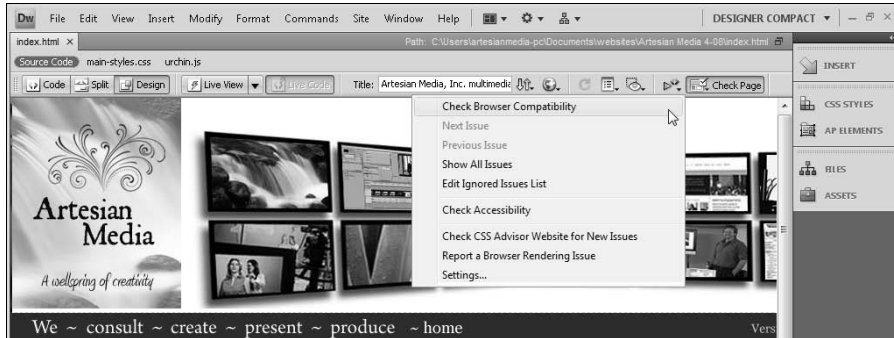 Dw File Edit View Insert Modify Format Commands Site Window Help DESIGNER COMPACT
index.html × Path: C:\Users\artesianmedia-pc\Documents\websites\Artesian Media 4-08\index.html
Source Code main-styles.css urchin.js
Code Split Design Live View Live Code Title: Artesian Media, Inc. multimedia Check Page
INSERT
CSS STYLES
AP ELEMENTS
FILES
ASSETS
Check Browser Compatibility
Next Issue
Previous Issue
Show All Issues
Edit Ignored Issues List
Check Accessibility
Check CSS Advisor Website for New Issues
Report a Browser Rendering Issue
Settings...
Artesian
Media
A wellspring of creativity
We ~ consult ~ create ~ present ~ produce ~ home
Vers